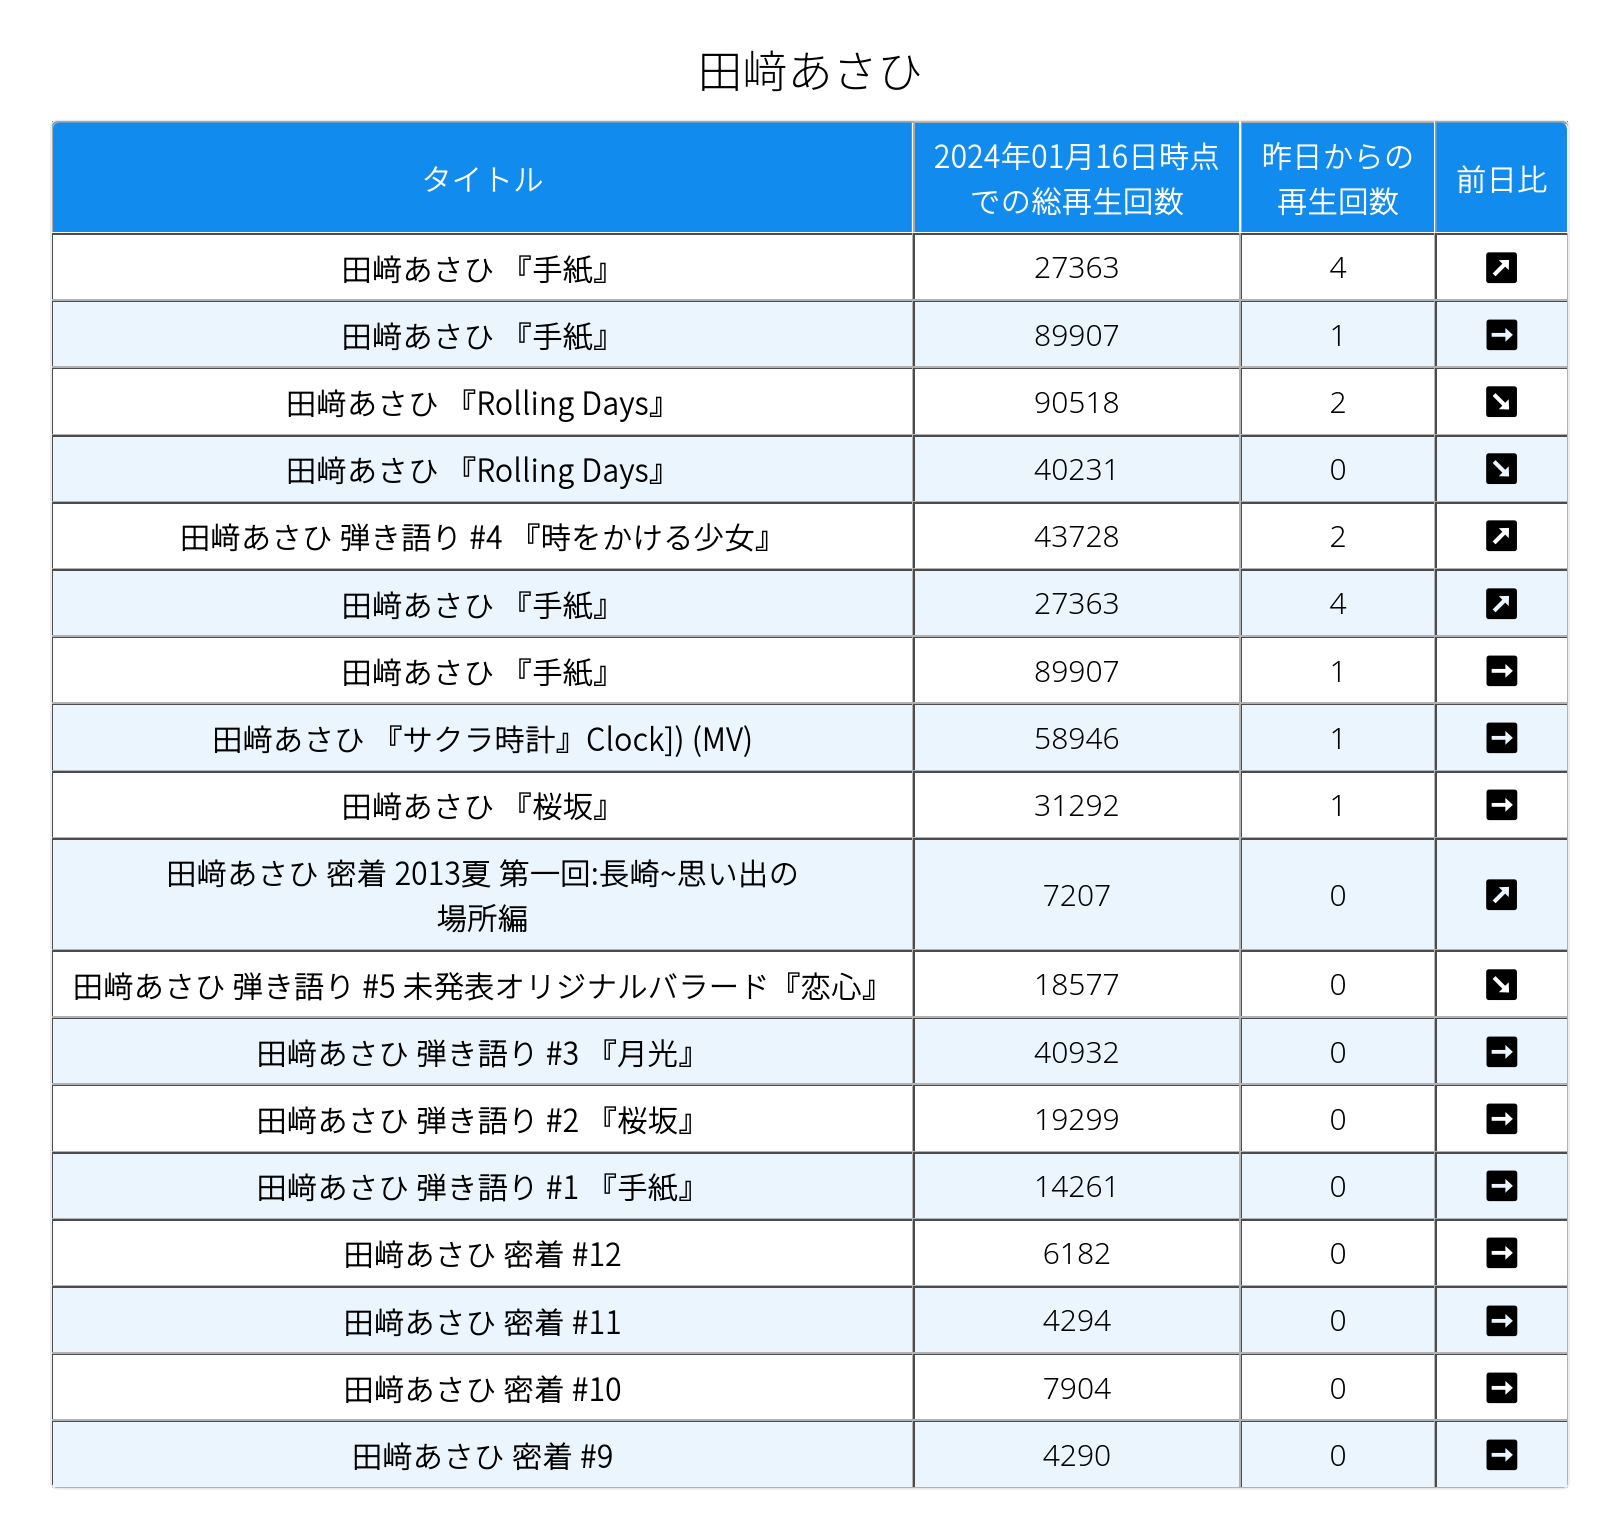 田﨑あさひ
タイトル
2024年01月16日時点
での総再生回数
昨日からの
再生回数
前日比
田﨑あさひ 『手紙』 27363 4
田﨑あさひ 『手紙』 89907 1
田﨑あさひ 『Rolling Days』 90518 2
田﨑あさひ 『Rolling Days』 40231 0
田﨑あさひ 弾き語り #4 『時をかける少女』 43728 2
田﨑あさひ 『手紙』 27363 4
田﨑あさひ 『手紙』 89907 1
田﨑あさひ 『サクラ時計』Clock]) (MV) 58946 1
田﨑あさひ 『桜坂』 31292 1
田﨑あさひ 密着 2013夏 第一回:長崎~思い出の
場所編 7207 0
田﨑あさひ 弾き語り #5 未発表オリジナルバラード『恋心』 18577 0
田﨑あさひ 弾き語り #3 『月光』 40932 0
田﨑あさひ 弾き語り #2 『桜坂』 19299 0
田﨑あさひ 弾き語り #1 『手紙』 14261 0
田﨑あさひ 密着 #12 6182 0
田﨑あさひ 密着 #11 4294 0
田﨑あさひ 密着 #10 7904 0
田﨑あさひ 密着 #9 4290 0